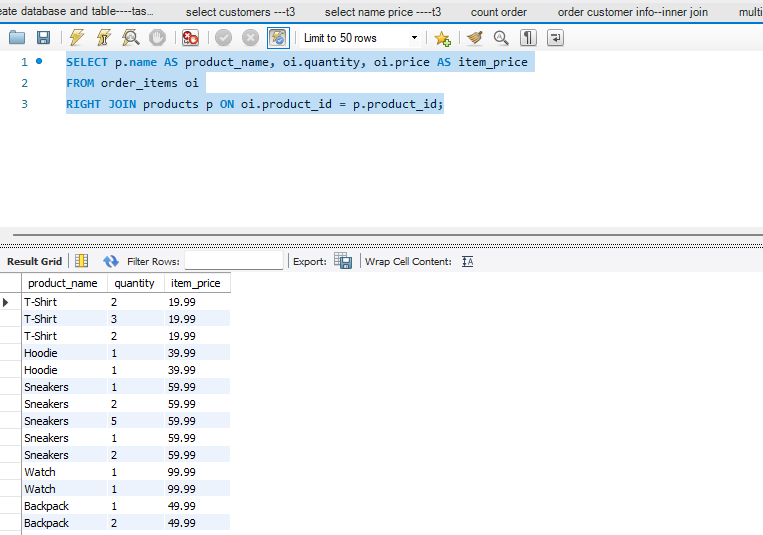 eate database and table----tas... select customers ---t3 select name price ----t3 count order order customer info--inner join multi
Limit to 50 rows
1 SELECT p.name AS product_name, oi.quantity, oi.price AS item_price
2 FROM order_items oi
3 RIGHT JOIN products p ON oi.product_id = p.product_id;
Result Grid Filter Rows: Export: Wrap Cell Content: IA
product_name quantity item_price
T-Shirt 2 19.99
T-Shirt 3 19.99
T-Shirt 2 19.99
Hoodie 1 39.99
Hoodie 1 39.99
Sneakers 1 59.99
Sneakers 2 59.99
Sneakers 5 59.99
Sneakers 1 59.99
Sneakers 2 59.99
Watch 1 99.99
Watch 1 99.99
Backpack 1 49.99
Backpack 2 49.99